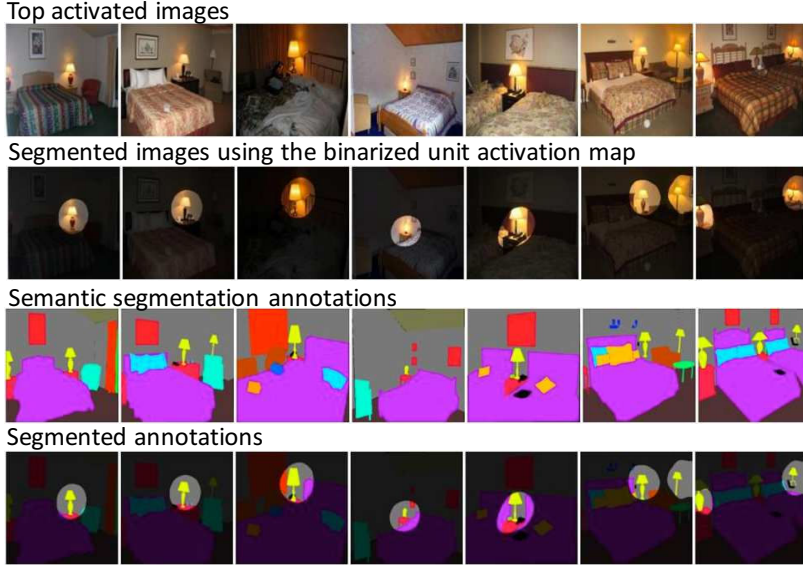 Top activated images
Segmented images using the binarized unit activation map
Semantic segmentation annotations
Segmented annotations